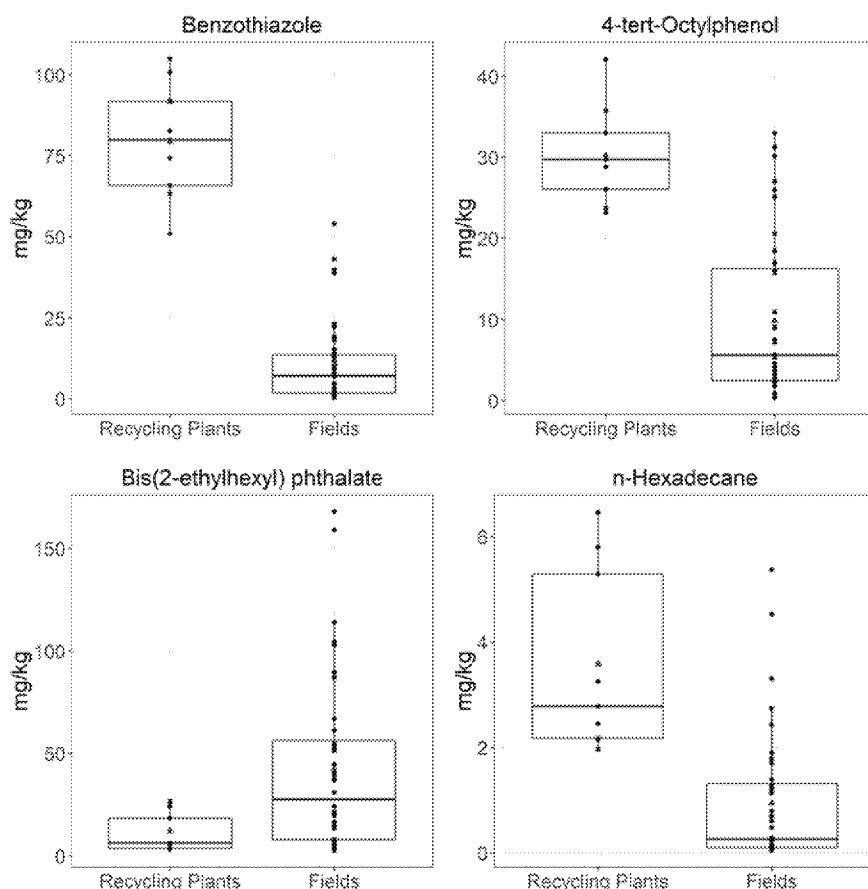 Benzothiazole
mg/kg
100
75
50
25
0
Recycling Plants Fields
4-tert-Octylphenol
mg/kg
40
30
20
10
0
Recycling Plants Fields
Bis(2-ethylhexyl) phthalate
mg/kg
150
100
50
0
Recycling Plants Fields
n-Hexadecane
mg/kg
6
4
2
0
Recycling Plants Fields